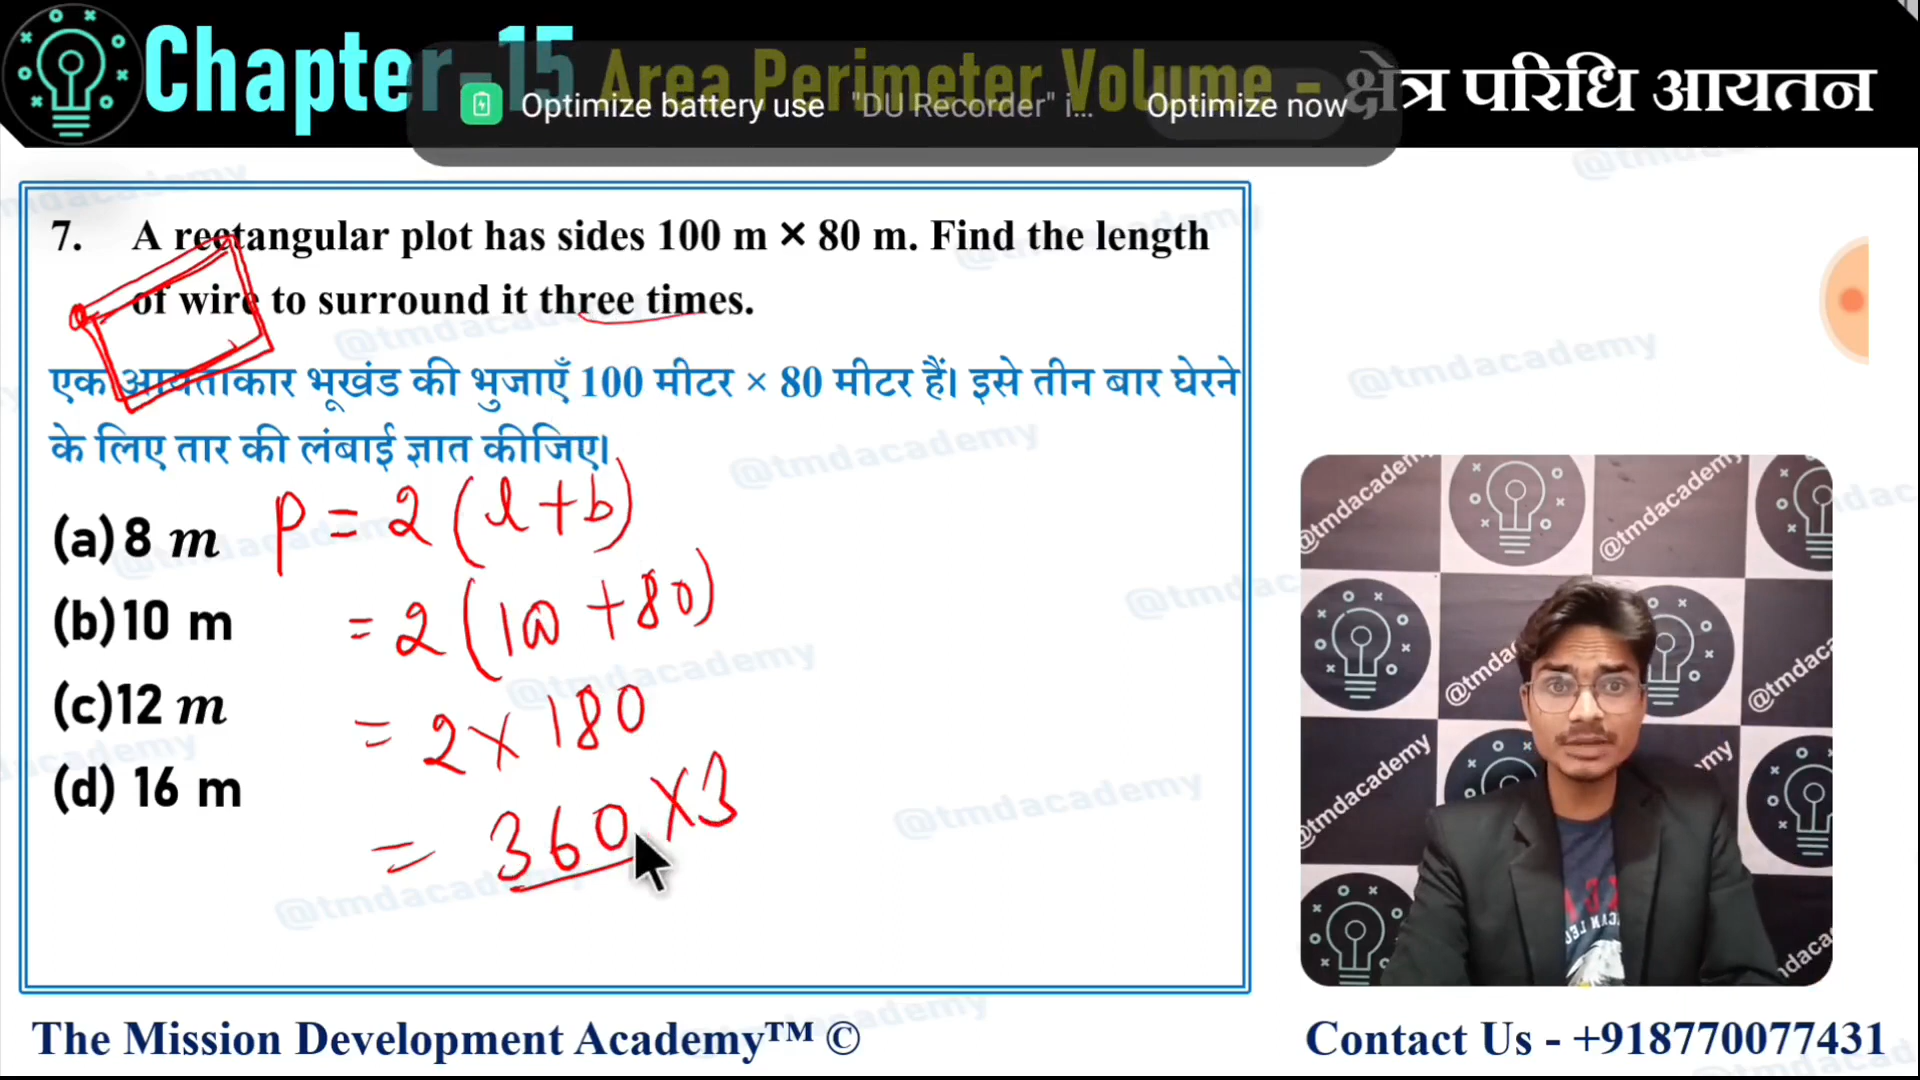 Chapter-15 Area Perimeter Volume - क्षेत्र परिधि आयतन
Optimize battery use "DU Recorder" i... Optimize now
7. A rectangular plot has sides 100 m × 80 m. Find the length
of wire to surround it three times.
एक आयताकार भूखंड की भुजाएँ 100 मीटर × 80 मीटर हैं। इसे तीन बार घेरने
के लिए तार की लंबाई ज्ञात कीजिए।
(a) 8 m
(b) 10 m
(c) 12 m
(d) 16 m
P = 2 (l + b)
= 2 (100 + 80)
= 2 × 180
= 360 × 3
@tmdacademy
The Mission Development Academy™ ©
Contact Us - +918770077431